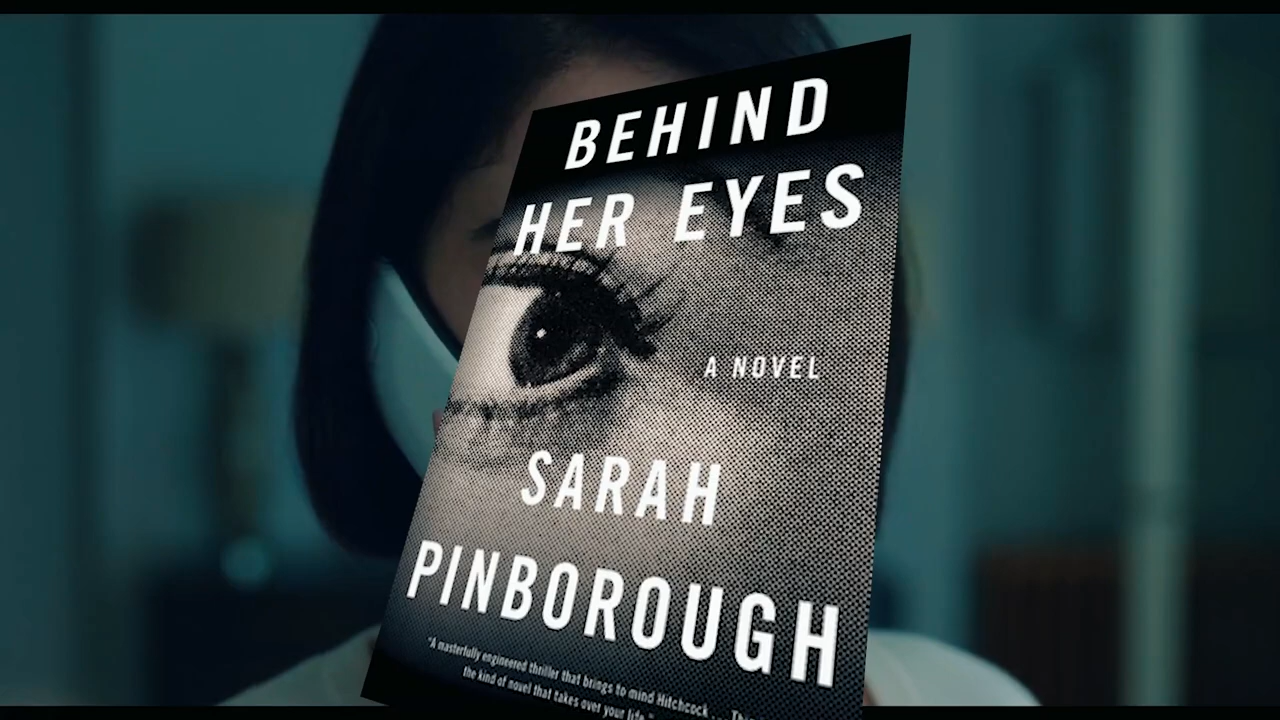 BEHIND
HER EYES
A NOVEL
SARAH
PINBOROUGH
"A masterfully engineered thriller that brings to mind Hitchcock . . .
the kind of novel that takes over your life."